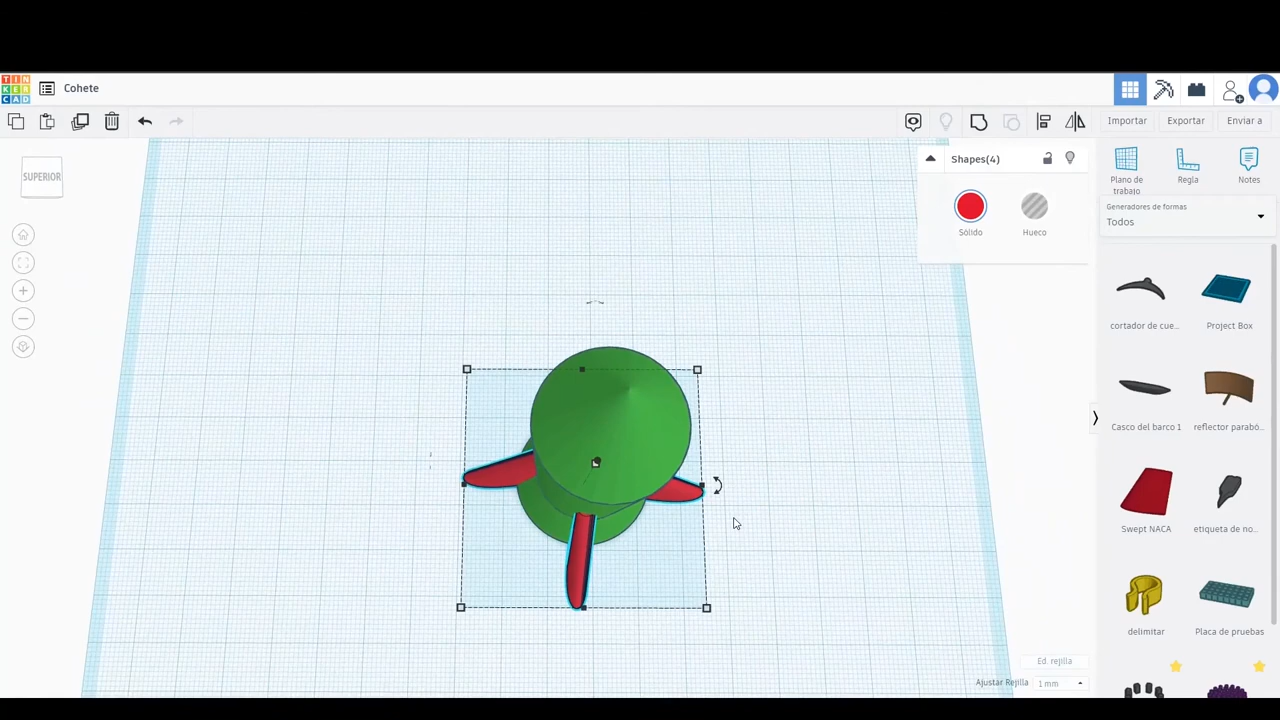 TIN
KER
CAD
Cohete
Importar
Exportar
Enviar a
SUPERIOR
Shapes(4)
Sólido
Hueco
Plano de
trabajo
Regla
Notes
Generadores de formas
Todos
cortador de cue...
Project Box
Casco del barco 1
reflector parabó...
Swept NACA
etiqueta de no...
delimitar
Placa de pruebas
Ed. rejilla
Ajustar Rejilla
1 mm